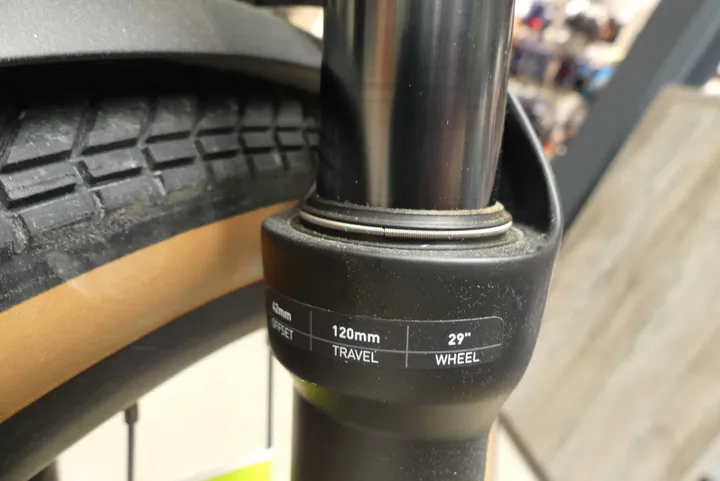 42mm 120mm 29"
OFFSET TRAVEL WHEEL